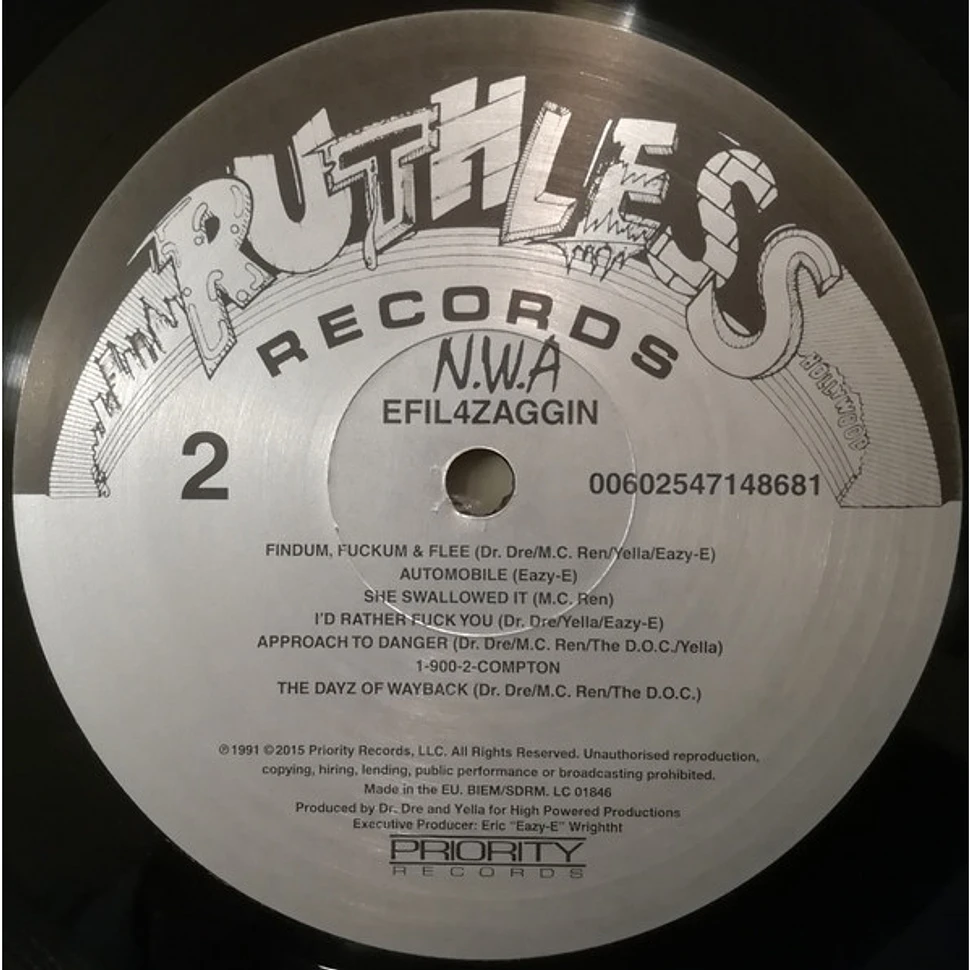 RUTHLESS
RECORDS
HOLLYWOOD
N.W.A
EFIL4ZAGGIN
2
00602547148681
FINDUM, FUCKUM & FLEE (Dr. Dre/M.C. Ren/Yella/Eazy-E)
AUTOMOBILE (Eazy-E)
SHE SWALLOWED IT (M.C. Ren)
I'D RATHER FUCK YOU (Dr. Dre/Yella/Eazy-E)
APPROACH TO DANGER (Dr. Dre/M.C. Ren/The D.O.C./Yella)
1-900-2-COMPTON
THE DAYZ OF WAYBACK (Dr. Dre/M.C. Ren/The D.O.C.)
℗1991 ©2015 Priority Records, LLC. All Rights Reserved. Unauthorised reproduction,
copying, hiring, lending, public performance or broadcasting prohibited.
Made in the EU. BIEM/SDRM. LC 01846
Produced by Dr. Dre and Yella for High Powered Productions
Executive Producer: Eric "Eazy-E" Wrightht
PRIORITY
RECORDS